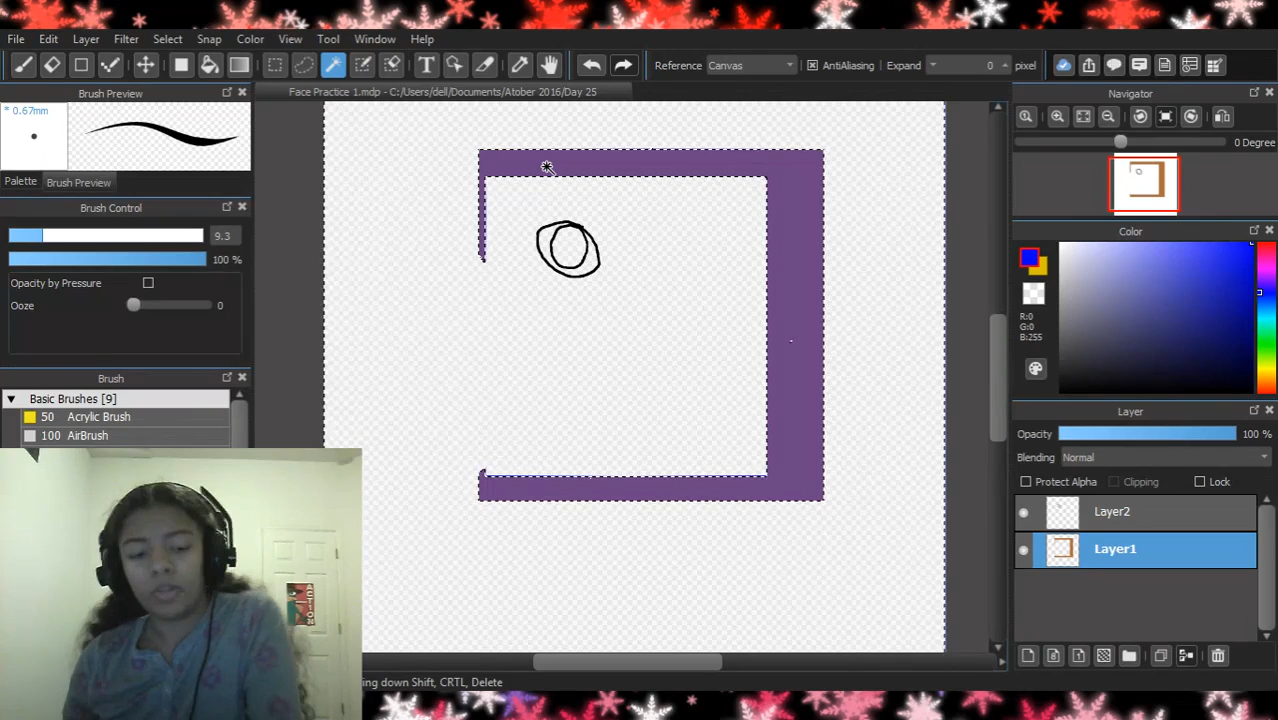 File Edit Layer Filter Select Snap Color View Tool Window Help
T Reference Canvas AntiAliasing Expand 0 pixel
Brush Preview
Face Practice 1.mdp - C:/Users/dell/Documents/Atober 2016/Day 25
Navigator
* 0.67mm
0 Degree
Palette Brush Preview
Brush Control
9.3
100 %
Opacity by Pressure
Ooze 0
Brush
Basic Brushes [9]
50 Acrylic Brush
100 AirBrush
Color
R:0
G:0
B:255
Layer
Opacity 100 %
Blending Normal
Protect Alpha Clipping Lock
Layer2
Layer1
8 1
ACTION
ing down Shift, CRTL, Delete